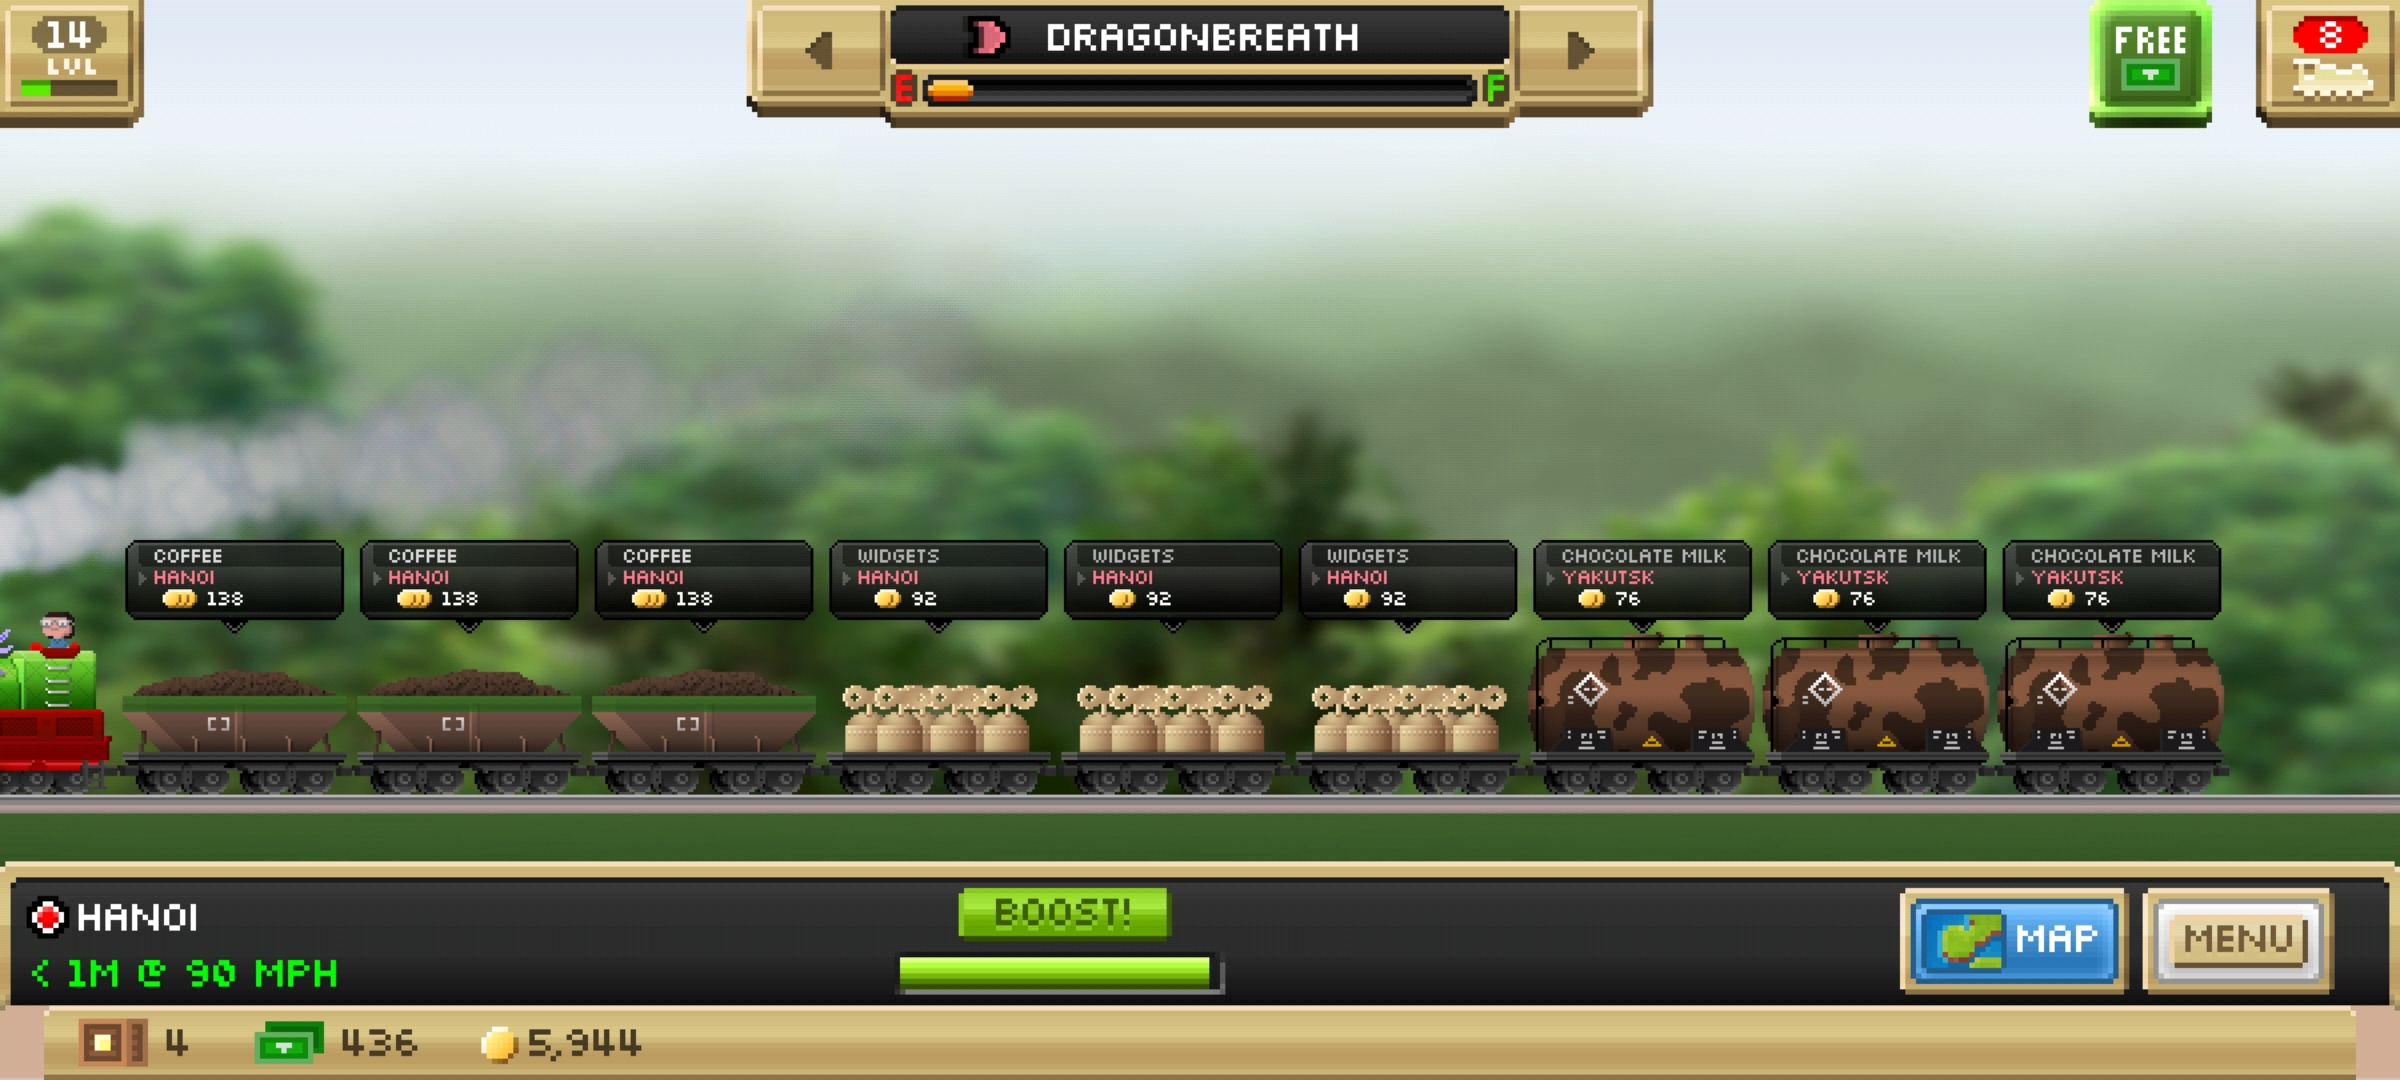 14
LVL
DRAGONBREATH
E F
FREE
8
COFFEE
HANOI
138
COFFEE
HANOI
138
COFFEE
HANOI
138
WIDGETS
HANOI
92
WIDGETS
HANOI
92
WIDGETS
HANOI
92
CHOCOLATE MILK
YAKUTSK
76
CHOCOLATE MILK
YAKUTSK
76
CHOCOLATE MILK
YAKUTSK
76
HANOI
< 1M @ 90 MPH
BOOST!
MAP
MENU
4
436
5,944